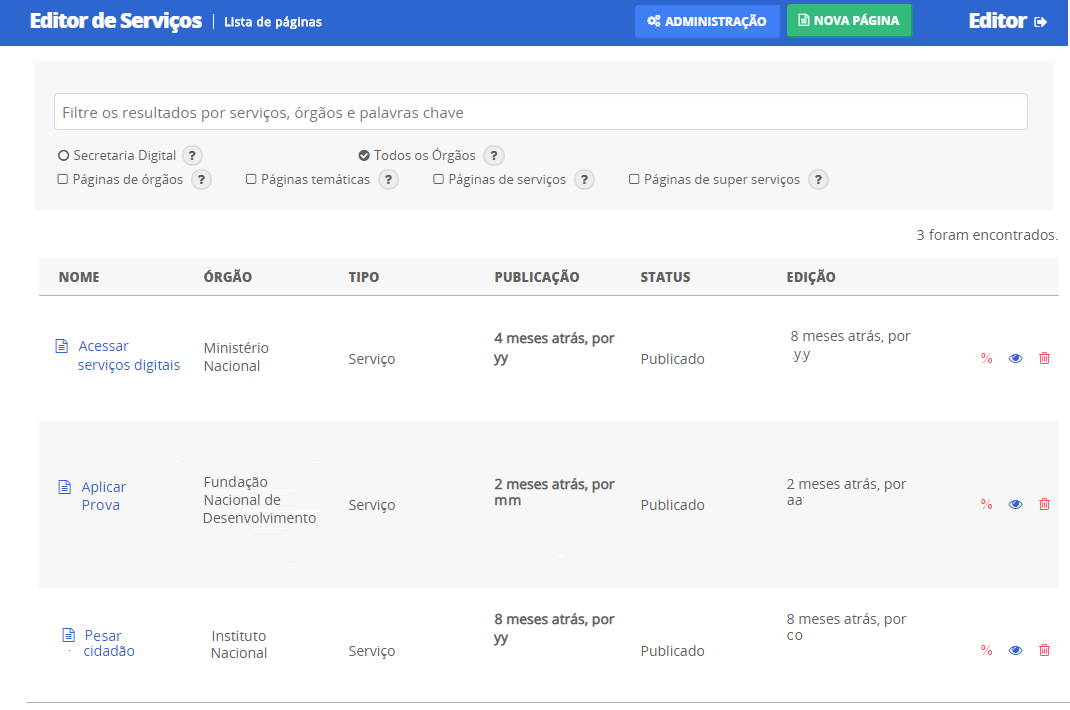 Editor de Serviços | Lista de páginas ADMINISTRAÇÃO NOVA PÁGINA Editor
Filtre os resultados por serviços, órgãos e palavras chave
Secretaria Digital ? Todos os Órgãos ?
Páginas de órgãos ? Páginas temáticas ? Páginas de serviços ? Páginas de super serviços ?
3 foram encontrados.
NOME ÓRGÃO TIPO PUBLICAÇÃO STATUS EDIÇÃO
Acessar
serviços digitais
Ministério
Nacional
Serviço
4 meses atrás, por
yy
Publicado
8 meses atrás, por
yy
%
Aplicar
Prova
Fundação
Nacional de
Desenvolvimento
Serviço
2 meses atrás, por
mm
Publicado
2 meses atrás, por
aa
%
Pesar
cidadão
Instituto
Nacional
Serviço
8 meses atrás, por
yy
Publicado
8 meses atrás, por
co
%